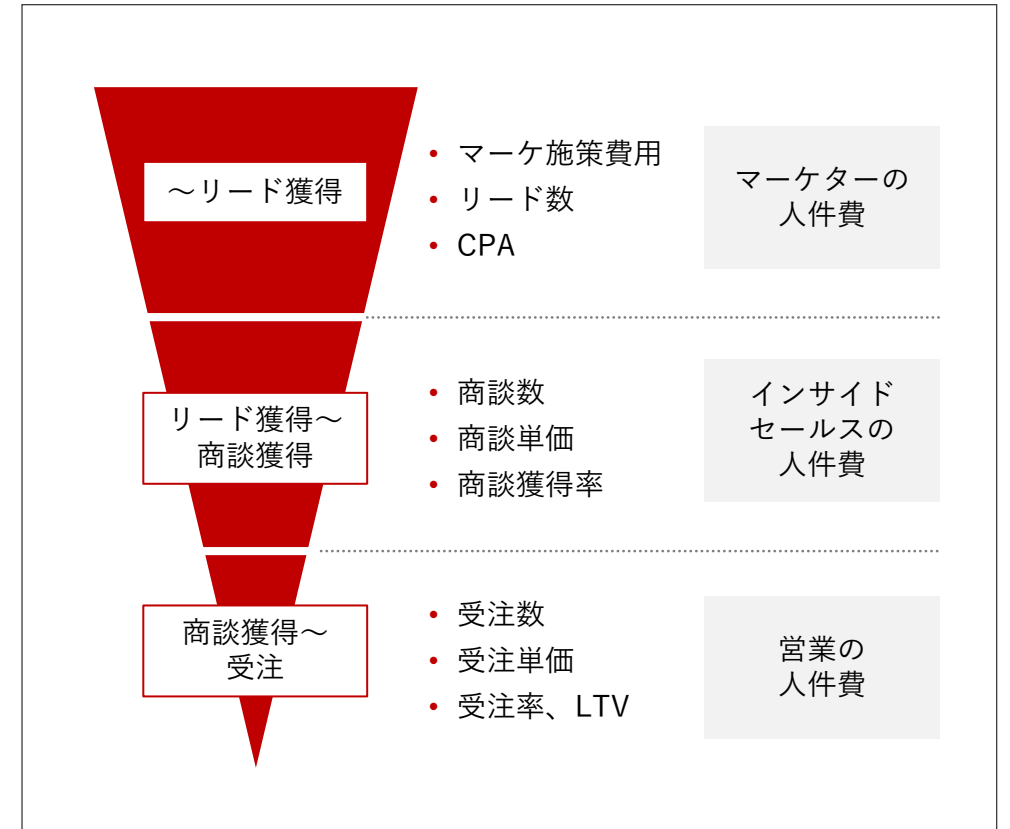 ～リード獲得
• マーケ施策費用
• リード数
• CPA
マーケターの
人件費
リード獲得～
商談獲得
• 商談数
• 商談単価
• 商談獲得率
インサイド
セールスの
人件費
商談獲得～
受注
• 受注数
• 受注単価
• 受注率、LTV
営業の
人件費